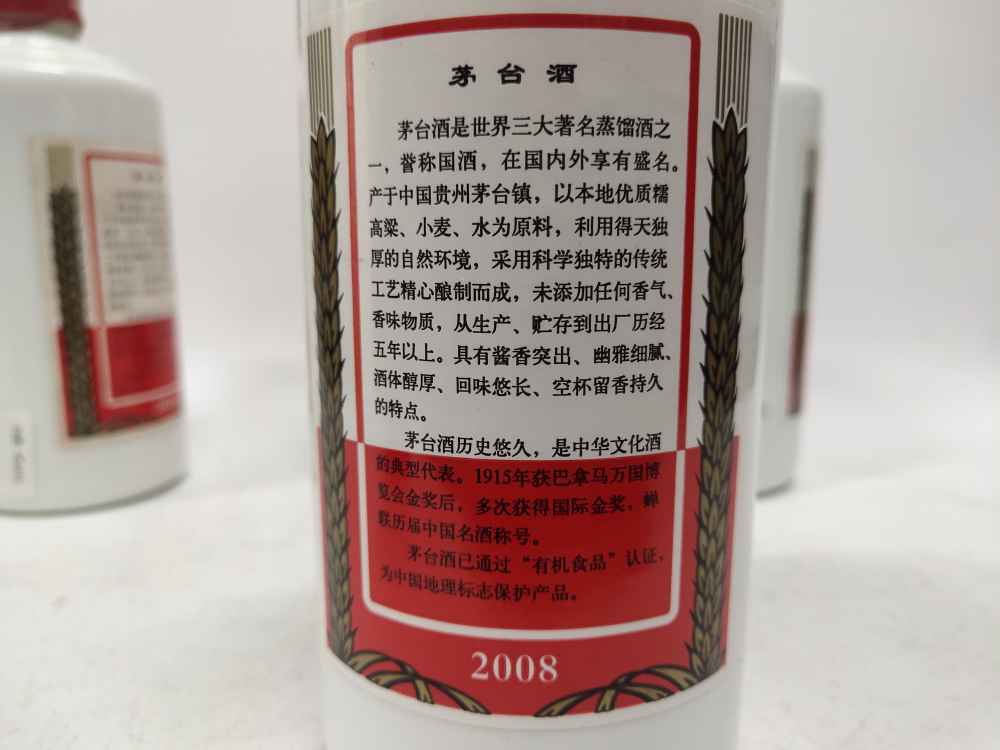 茅台酒
茅台酒是世界三大著名蒸馏酒之
一，誉称国酒，在国内外享有盛名。
产于中国贵州茅台镇，以本地优质糯
高粱、小麦、水为原料，利用得天独
厚的自然环境，采用科学独特的传统
工艺精心酿制而成，未添加任何香气、
香味物质，从生产、贮存到出厂历经
五年以上。具有酱香突出、幽雅细腻、
酒体醇厚、回味悠长、空杯留香持久
的特点。
茅台酒历史悠久，是中华文化酒
的典型代表。1915年获巴拿马万国博
览会金奖后，多次获得国际金奖，蝉
联历届中国名酒称号。
茅台酒已通过“有机食品”认证，
为中国地理标志保护产品。
2008